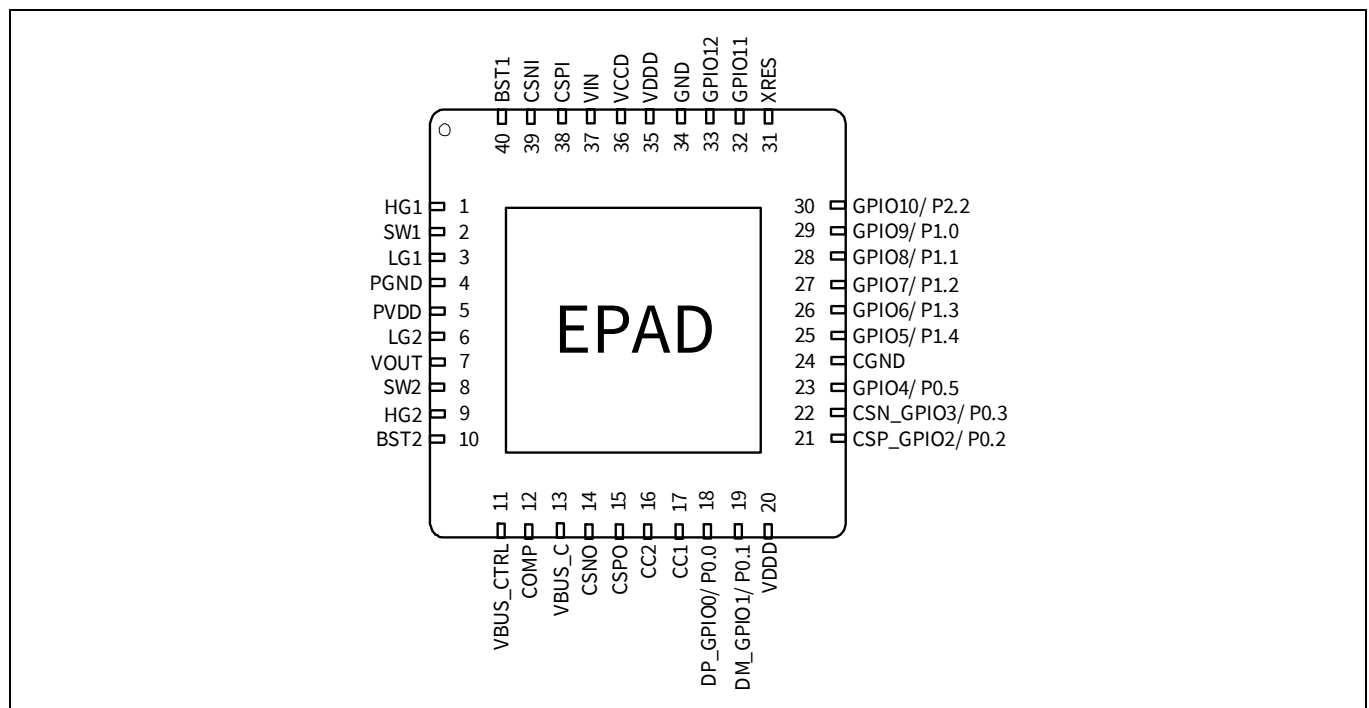 BST1
CSNI
CSPI
VIN
VCCD
VDDD
GND
GPIO12
GPIO11
XRES
40
39
38
37
36
35
34
33
32
31
HG1 1
SW1 2
LG1 3
PGND 4
PVDD 5
LG2 6
VOUT 7
SW2 8
HG2 9
BST2 10
EPAD
30 GPIO10/ P2.2
29 GPIO9/ P1.0
28 GPIO8/ P1.1
27 GPIO7/ P1.2
26 GPIO6/ P1.3
25 GPIO5/ P1.4
24 CGND
23 GPIO4/ P0.5
22 CSN_GPIO3/ P0.3
21 CSP_GPIO2/ P0.2
11
12
13
14
15
16
17
18
19
20
VBUS_CTRL
COMP
VBUS_C
CSNO
CSPO
CC2
CC1
DP_GPIO0/ P0.0
DM_GPIO1/ P0.1
VDDD